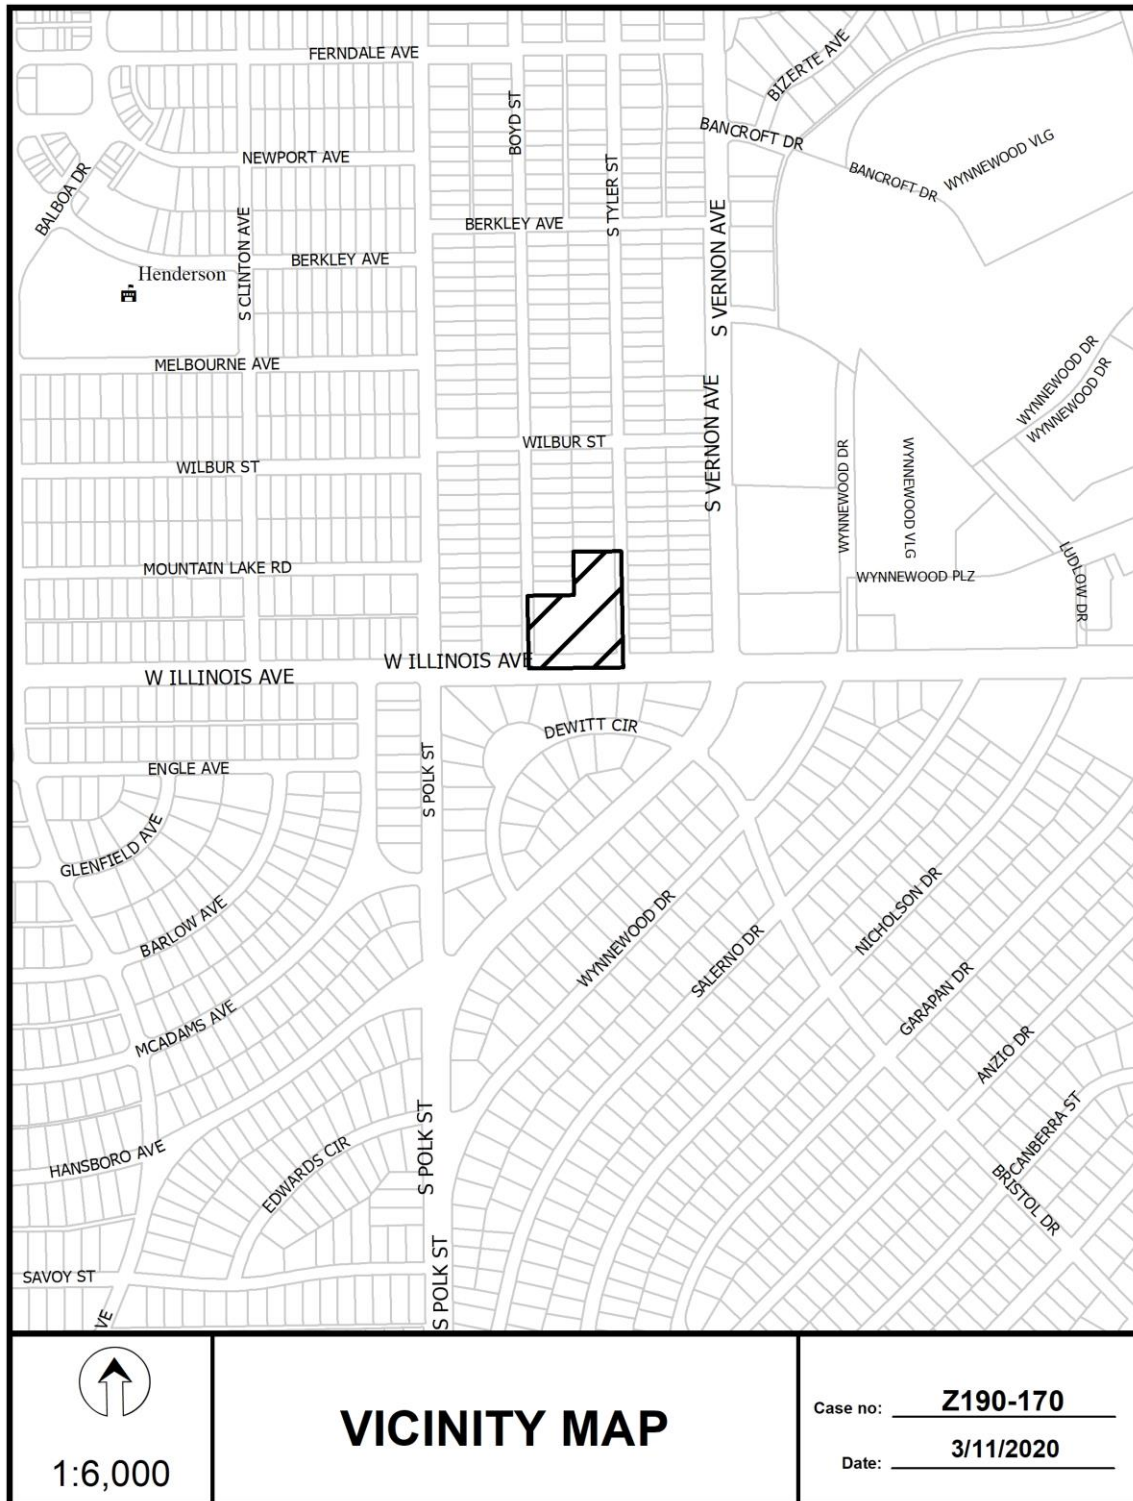 FERNDALE AVE
BIZERTE AVE
BOYD ST
BANCROFT DR
WYNNEWOOD VLG
NEWPORT AVE
BANCROFT DR
S TYLER ST
BALBOA DR
BERKLEY AVE
S CLINTON AVE
S VERNON AVE
BERKLEY AVE
Henderson
MELBOURNE AVE
WYNNEWOOD DR
WYNNEWOOD DR
S VERNON AVE
WILBUR ST
WYNNEWOOD DR
WYNNEWOOD VLG
WILBUR ST
MOUNTAIN LAKE RD
WYNNEWOOD PLZ
LUDLOW DR
W ILLINOIS AVE
W ILLINOIS AVE
DEWITT CIR
ENGLE AVE
S POLK ST
GLENFIELD AVE
BARLOW AVE
WYNNEWOOD DR
SALERNO DR
NICHOLSON DR
GARAPAN DR
MCADAMS AVE
ANZIO DR
S POLK ST
CANBERRA ST
HANSBORO AVE
EDWARDS CIR
BRISTOL DR
S POLK ST
SAVOY ST
VE
1:6,000
VICINITY MAP
Case no: Z190-170
Date: 3/11/2020